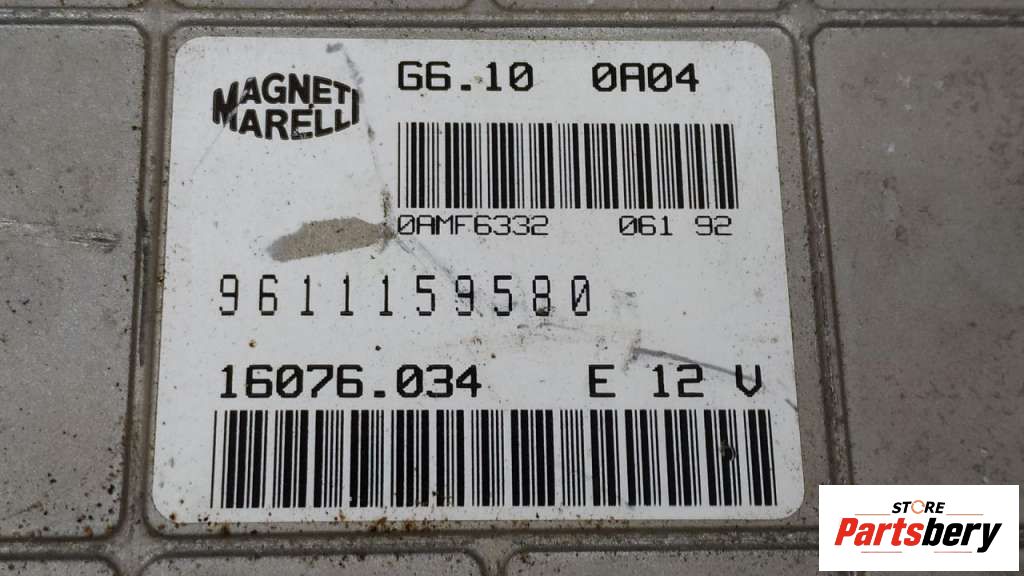 MAGNETI
MARELLI
G6.10 0A04
0AMF6332 061 92
9611159580
16076.034 E 12 V
STORE
Partsbery